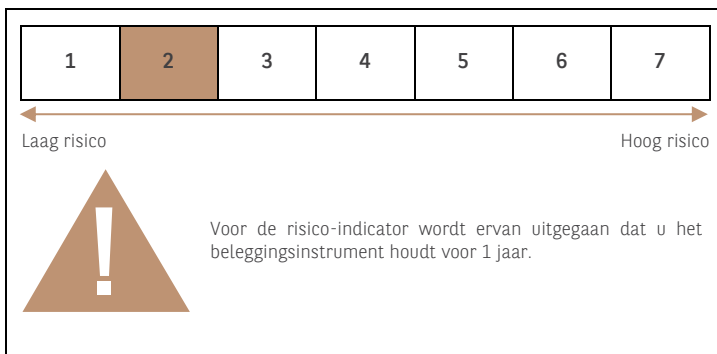 1 2 3 4 5 6 7
Laag risico Hoog risico
!
Voor de risico-indicator wordt ervan uitgegaan dat u het
beleggingsinstrument houdt voor 1 jaar.